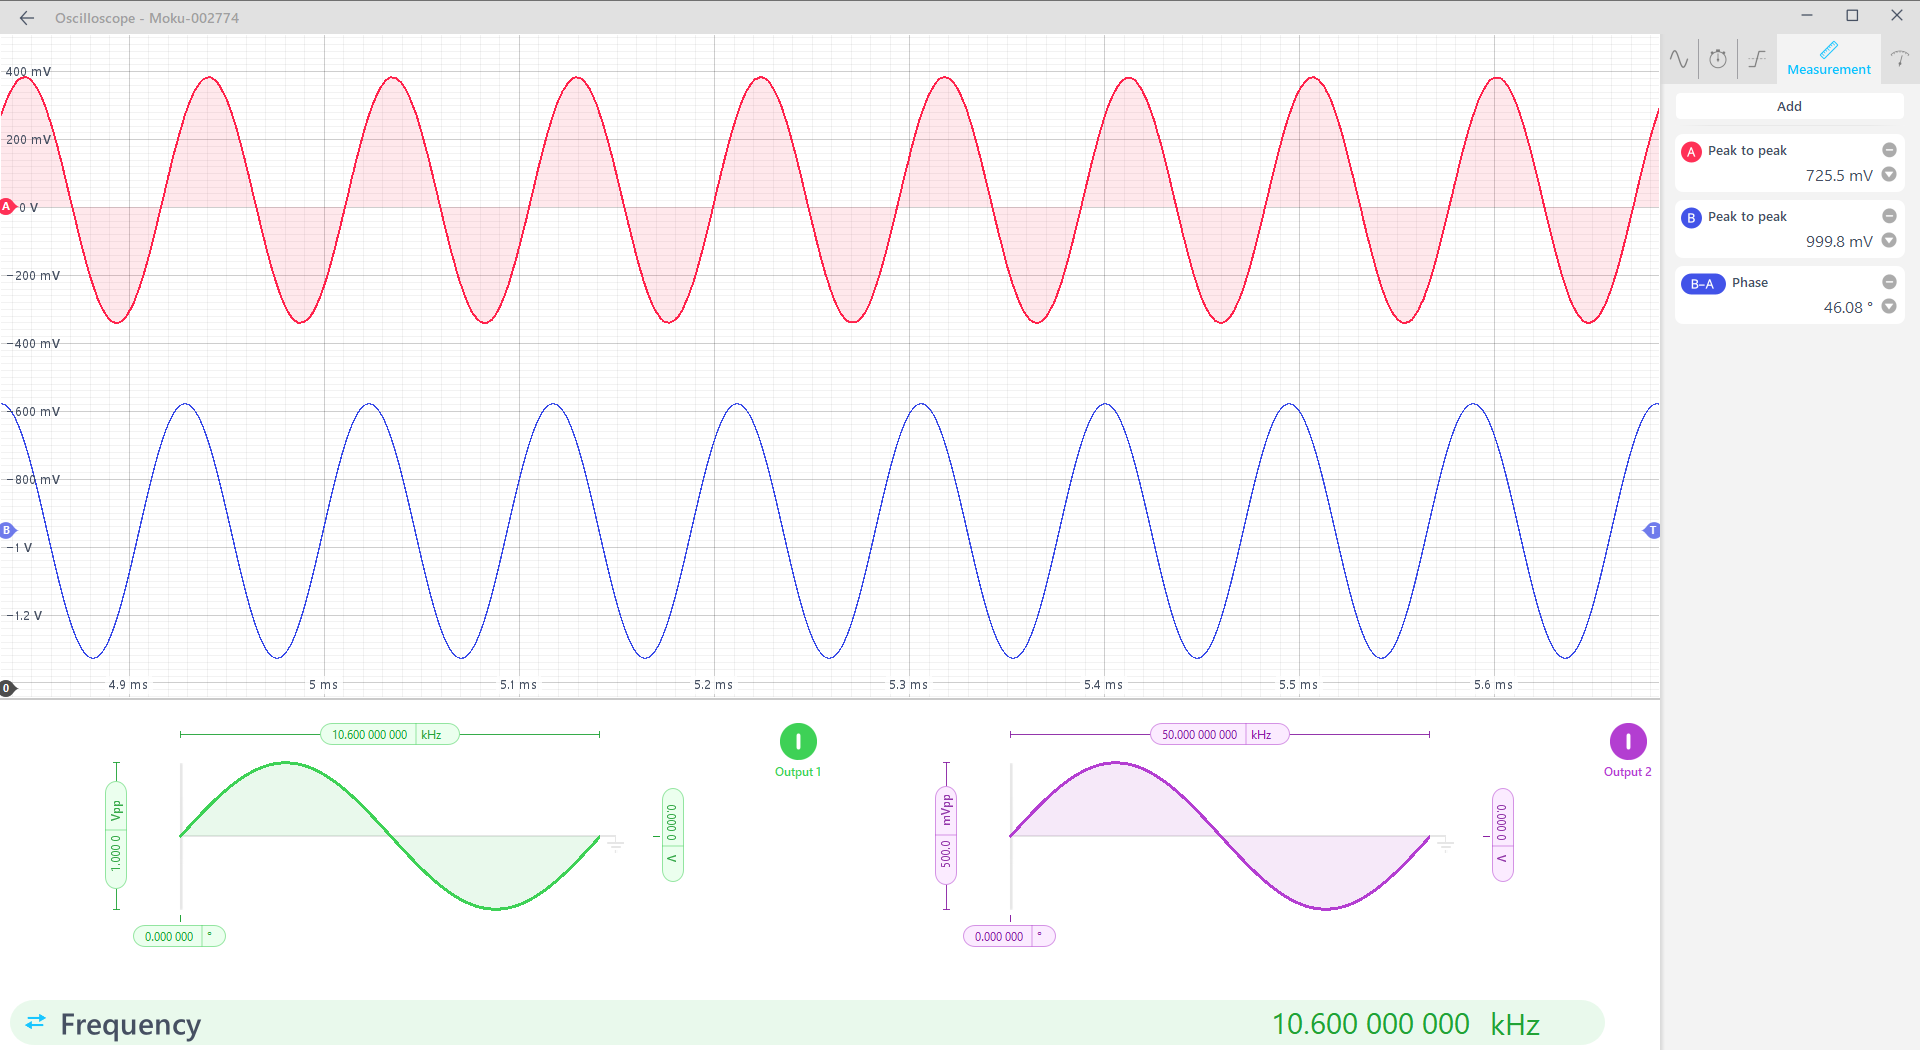 Oscilloscope - Moku-002774
400 mV
200 mV
A 0 V
−200 mV
−400 mV
−600 mV
−800 mV
B T
−1 V
−1.2 V
0
4.9 ms 5 ms 5.1 ms 5.2 ms 5.3 ms 5.4 ms 5.5 ms 5.6 ms
Measurement
Add
A Peak to peak
725.5 mV
B Peak to peak
999.8 mV
B–A Phase
46.08 °
10.600 000 000 kHz
Output 1
1.000 0 Vpp
0.000 0 V
0.000 000 °
50.000 000 000 kHz
Output 2
500.0 mVpp
0.000 0 V
0.000 000 °
Frequency 10.600 000 000 kHz